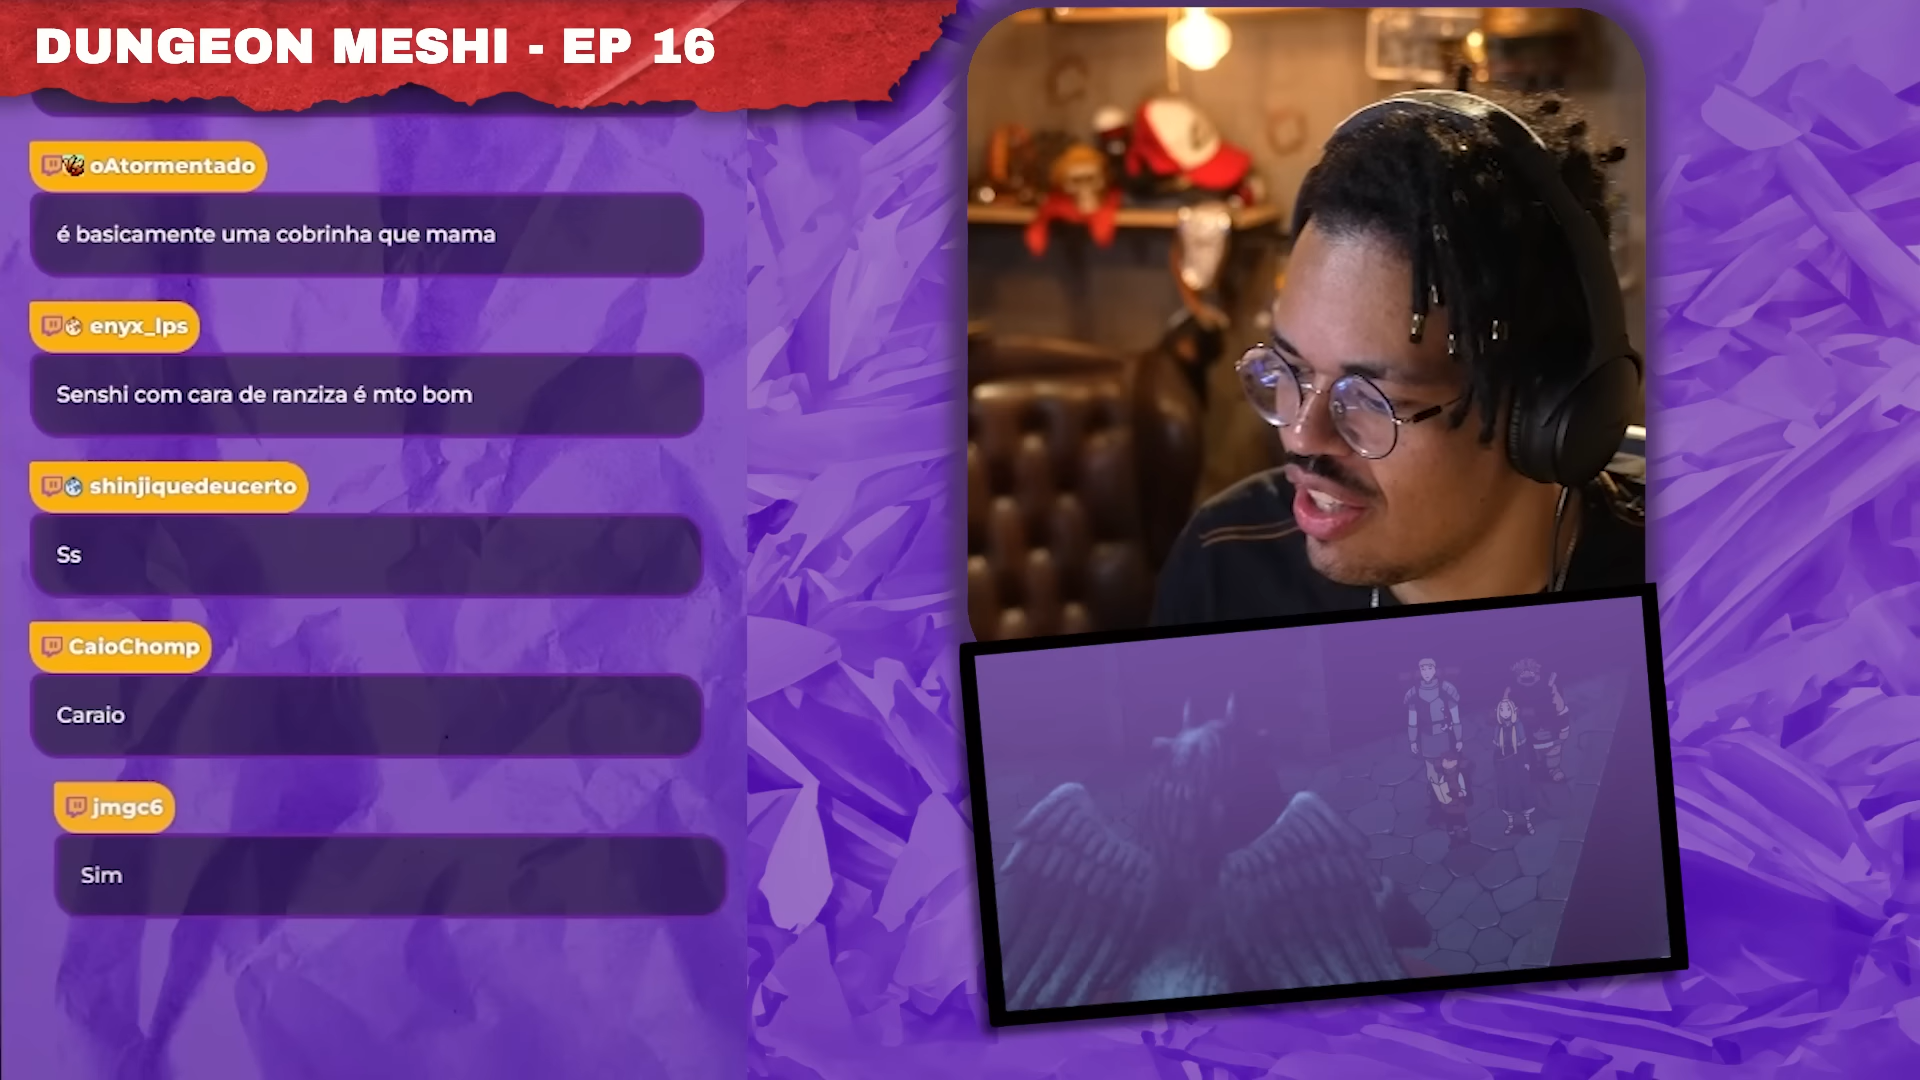 DUNGEON MESHI - EP 16
oAtormentado
é basicamente uma cobrinha que mama
enyx_lps
Senshi com cara de ranziza é mto bom
shinjiquedeucerto
Ss
CaioChomp
Caraio
jmgc6
Sim